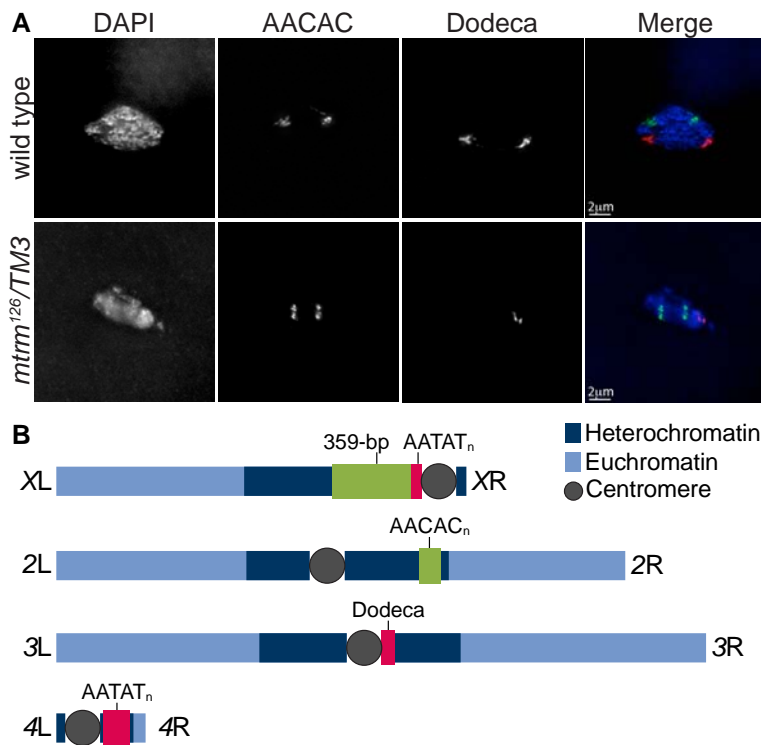 A
DAPI AACAC Dodeca Merge
wild type
2µm
mtrm¹²⁶/TM3
2µm
B
359-bp AATATₙ
XL XR
Heterochromatin
Euchromatin
Centromere
AACACₙ
2L 2R
Dodeca
3L 3R
AATATₙ
4L 4R